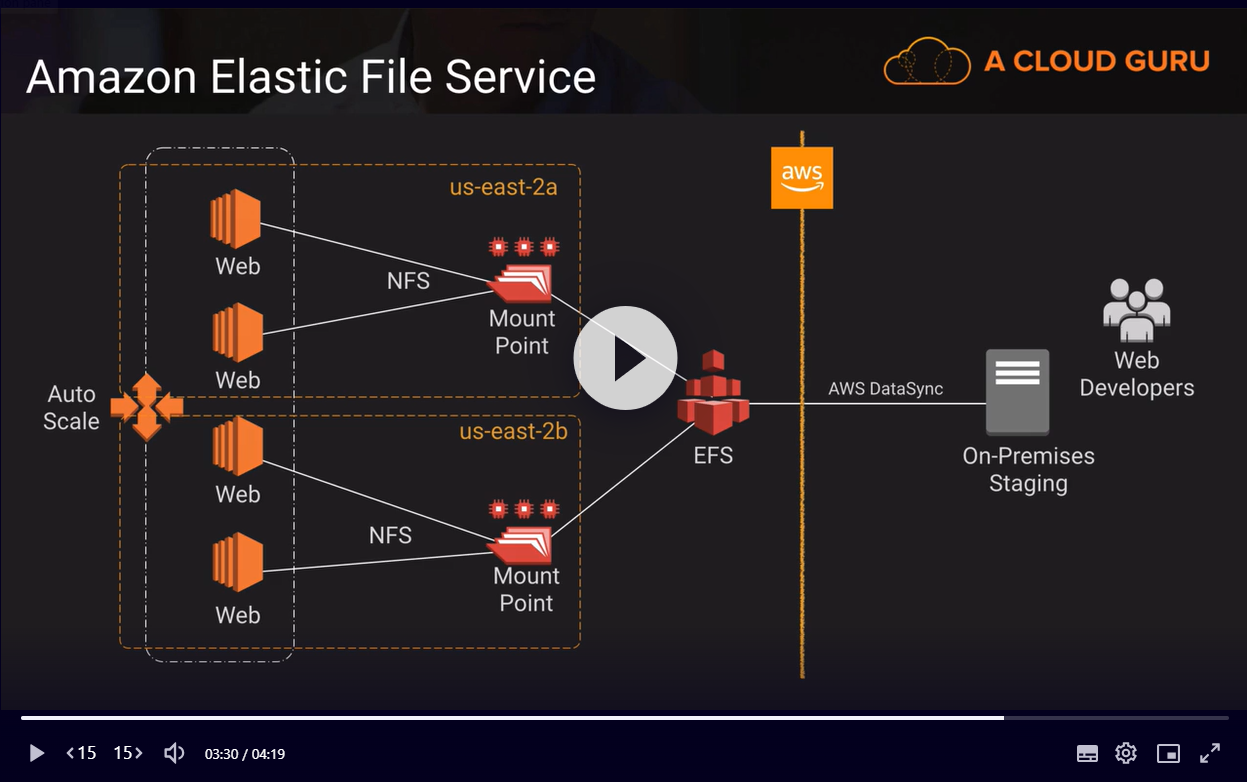 Amazon Elastic File Service
A CLOUD GURU
us-east-2a
aws
Web
NFS
Mount
Point
Web
Web
Developers
Auto
Scale
AWS DataSync
us-east-2b
EFS
On-Premises
Staging
Web
NFS
Mount
Point
Web
15
15
03:30 / 04:19